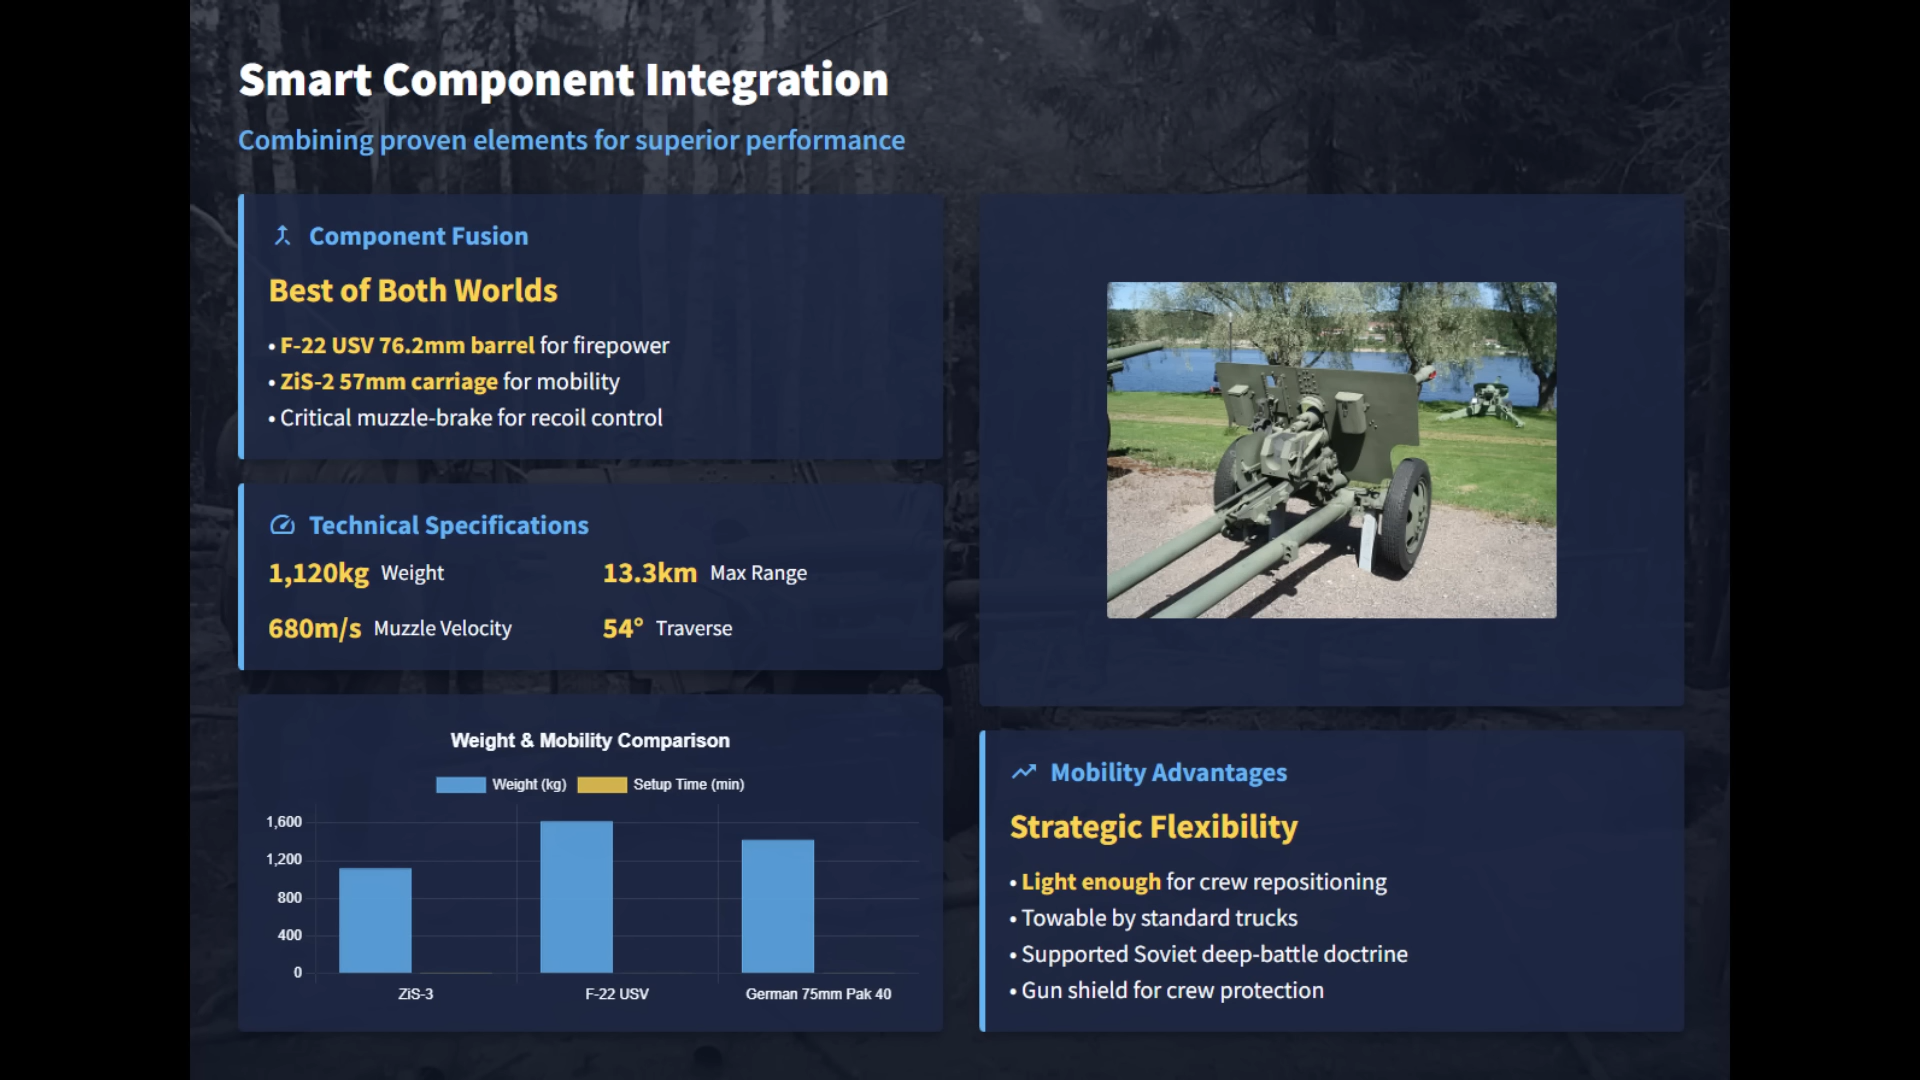 Smart Component Integration
Combining proven elements for superior performance
Component Fusion
Best of Both Worlds
• F-22 USV 76.2mm barrel for firepower
• ZiS-2 57mm carriage for mobility
• Critical muzzle-brake for recoil control
Technical Specifications
1,120kg Weight
13.3km Max Range
680m/s Muzzle Velocity
54° Traverse
Weight & Mobility Comparison
Weight (kg)
Setup Time (min)
1,600
1,200
800
400
0
ZiS-3
F-22 USV
German 75mm Pak 40
Mobility Advantages
Strategic Flexibility
• Light enough for crew repositioning
• Towable by standard trucks
• Supported Soviet deep-battle doctrine
• Gun shield for crew protection